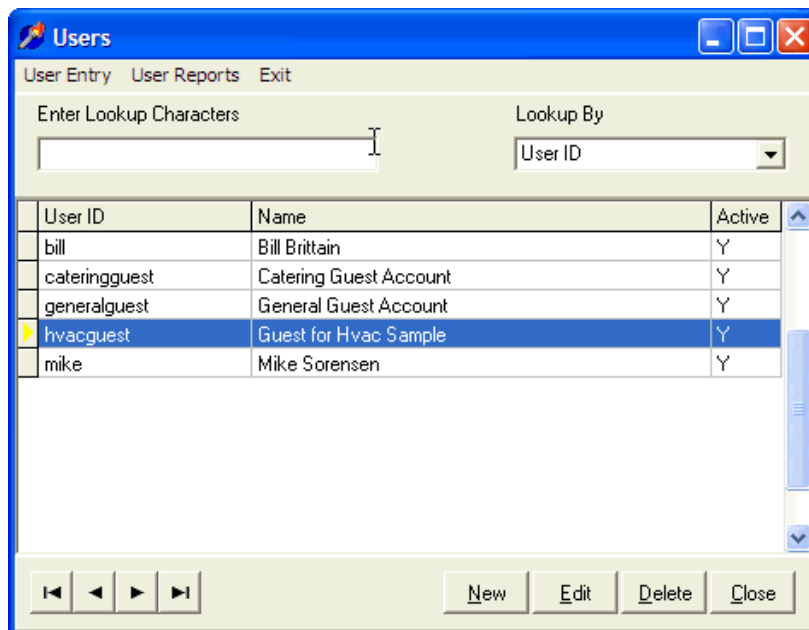 Users
User Entry User Reports Exit
Enter Lookup Characters Lookup By
User ID
User ID Name Active
bill Bill Brittain Y
cateringguest Catering Guest Account Y
generalguest General Guest Account Y
hvacguest Guest for Hvac Sample Y
mike Mike Sorensen Y
New Edit Delete Close